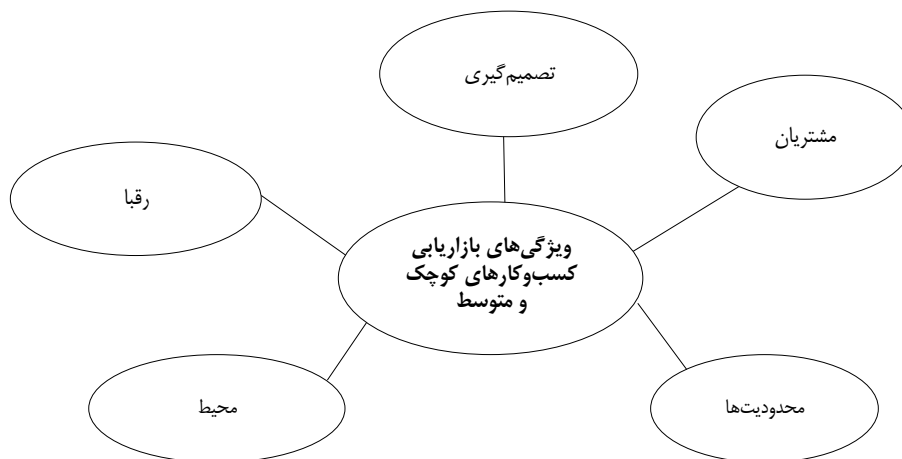 تصمیم‌گیری
مشتریان
رقبا
ویژگی‌های بازاریابی
کسب‌وکارهای کوچک
و متوسط
محدودیت‌ها
محیط